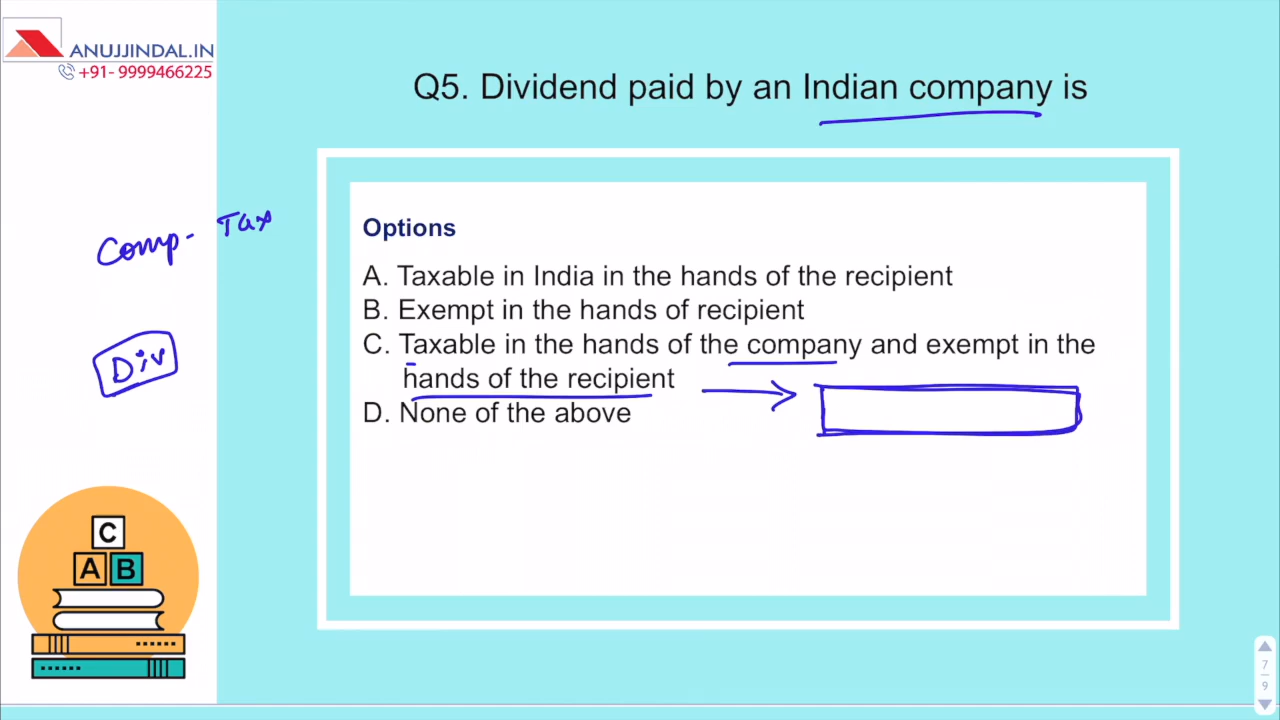 ANUJJINDAL.IN
+91- 9999466225
Q5. Dividend paid by an Indian company is
Comp. Tax
Div
Options
A. Taxable in India in the hands of the recipient
B. Exempt in the hands of recipient
C. Taxable in the hands of the company and exempt in the
hands of the recipient
D. None of the above
C
A B
7
9